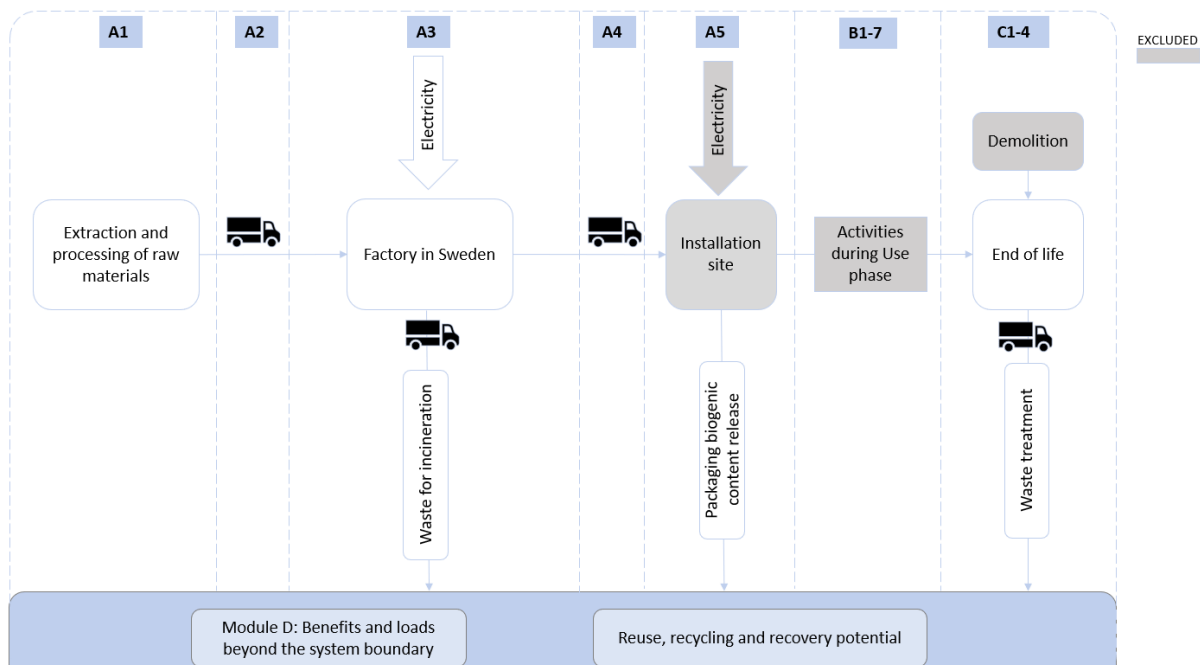 A1
A2
A3
A4
A5
B1-7
C1-4
EXCLUDED
Electricity
Electricity
Demolition
Extraction and
processing of raw
materials
Factory in Sweden
Installation
site
Activities
during Use
phase
End of life
Waste for incineration
Packaging biogenic
content release
Waste treatment
Module D: Benefits and loads
beyond the system boundary
Reuse, recycling and recovery potential